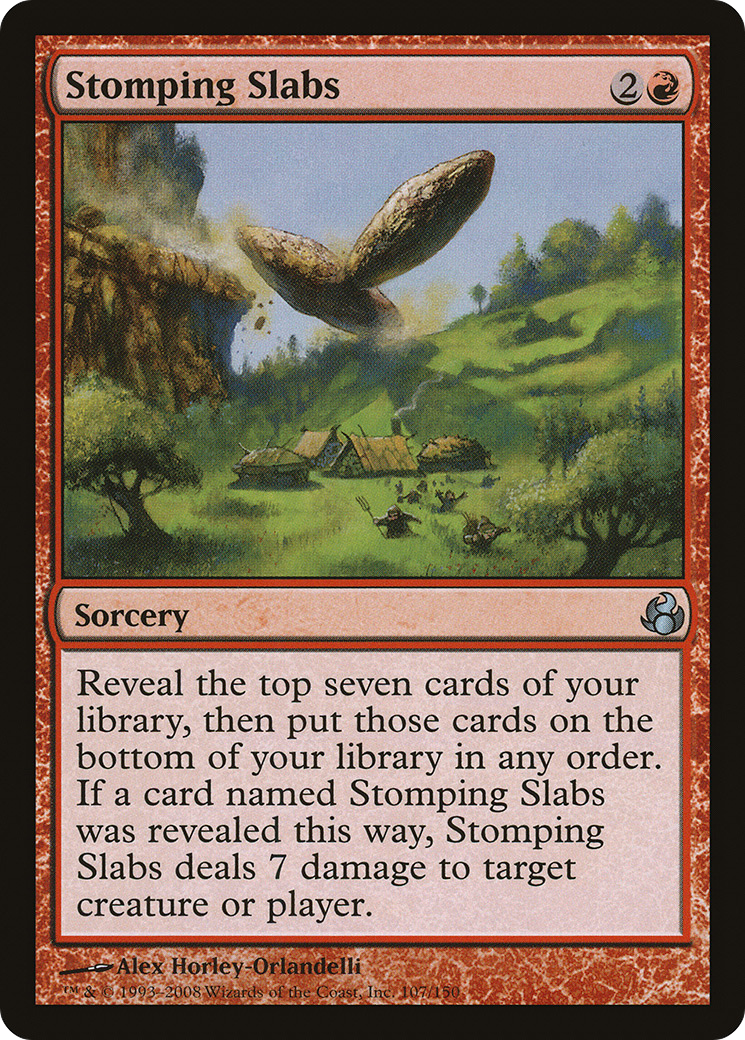 Stomping Slabs
2
Sorcery
Reveal the top seven cards of your
library, then put those cards on the
bottom of your library in any order.
If a card named Stomping Slabs
was revealed this way, Stomping
Slabs deals 7 damage to target
creature or player.
Alex Horley-Orlandelli
™ & © 1993–2008 Wizards of the Coast, Inc. 107/150